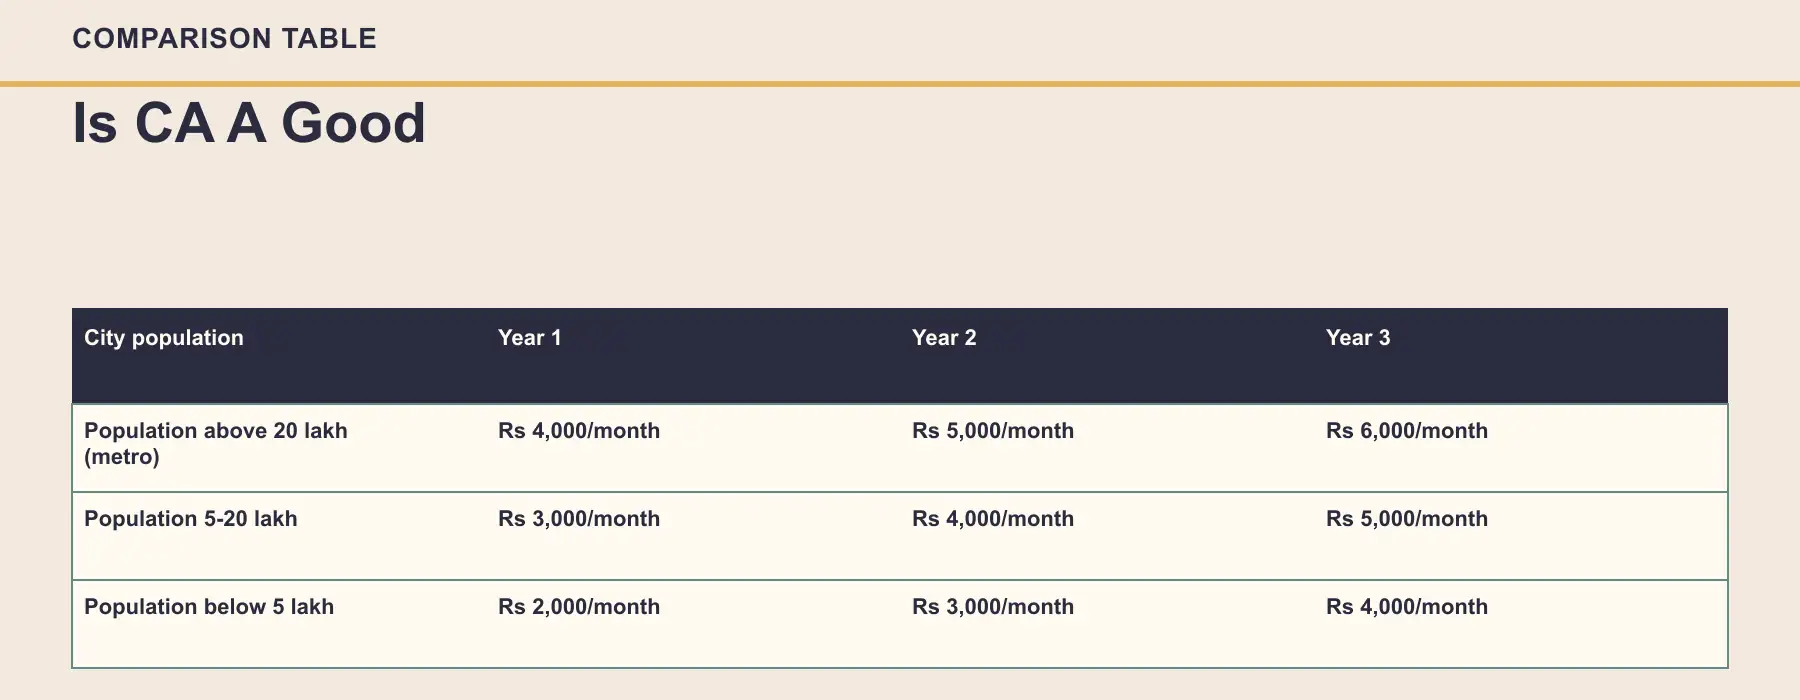 COMPARISON TABLE
Is CA A Good
City population Year 1 Year 2 Year 3
Population above 20 lakh Rs 4,000/month Rs 5,000/month Rs 6,000/month
(metro)
Population 5-20 lakh Rs 3,000/month Rs 4,000/month Rs 5,000/month
Population below 5 lakh Rs 2,000/month Rs 3,000/month Rs 4,000/month